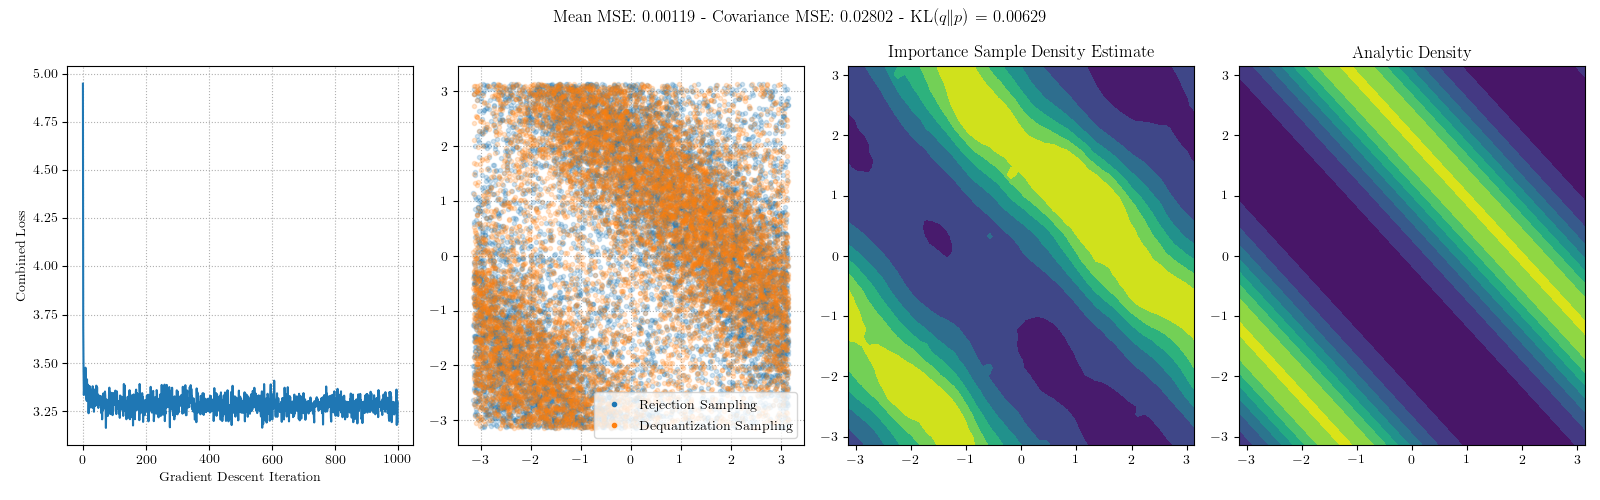 Mean MSE: 0.00119 - Covariance MSE: 0.02802 - KL(q∥p) = 0.00629
Combined Loss
5.00
4.75
4.50
4.25
4.00
3.75
3.50
3.25
0 200 400 600 800 1000
Gradient Descent Iteration
3
2
1
0
−1
−2
−3
−3 −2 −1 0 1 2 3
Rejection Sampling
Dequantization Sampling
Importance Sample Density Estimate
3
2
1
0
−1
−2
−3
−3 −2 −1 0 1 2 3
Analytic Density
3
2
1
0
−1
−2
−3
−3 −2 −1 0 1 2 3